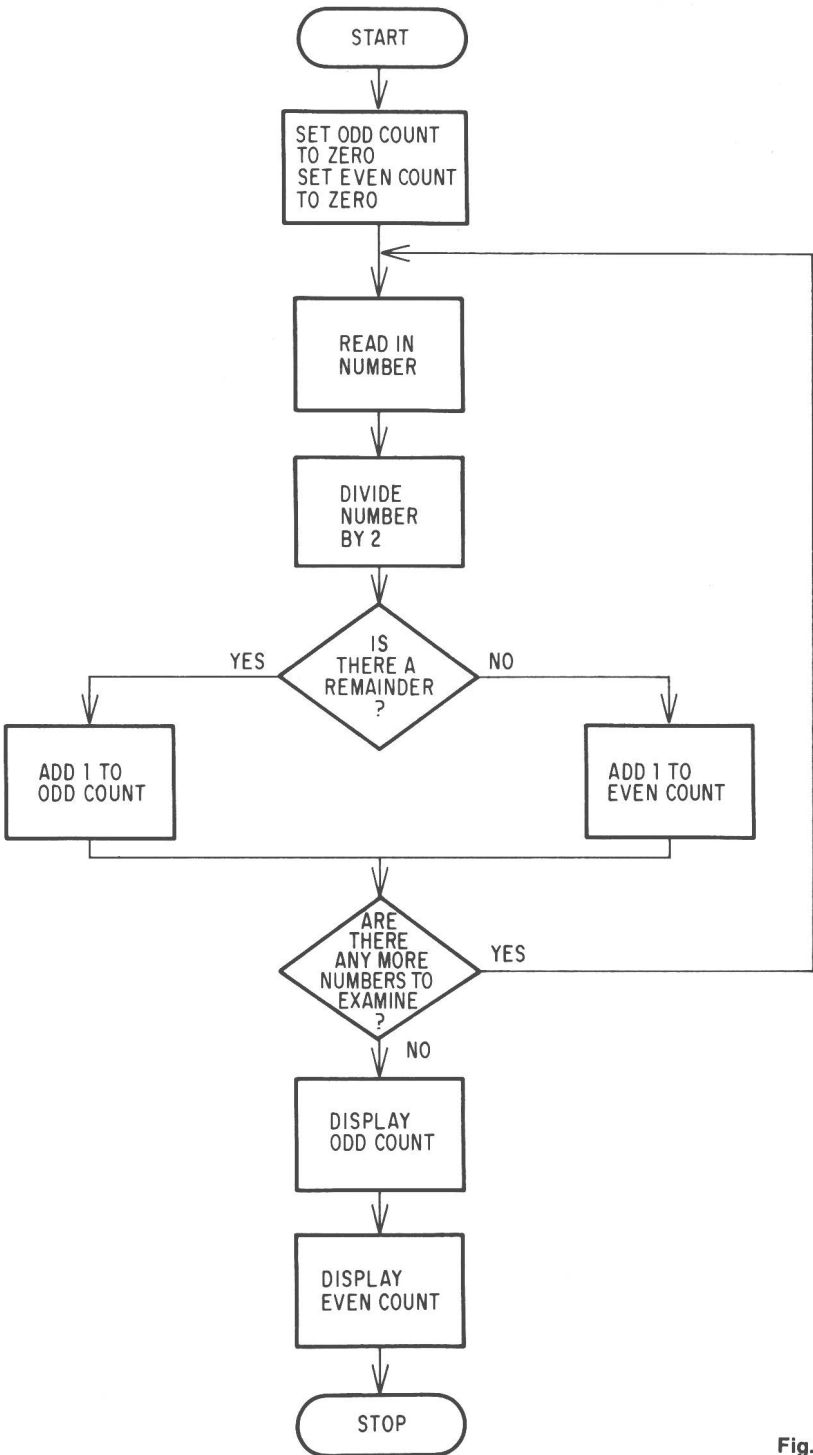 START
SET ODD COUNT
TO ZERO
SET EVEN COUNT
TO ZERO
READ IN
NUMBER
DIVIDE
NUMBER
BY 2
IS
THERE A
REMAINDER
?
YES
NO
ADD 1 TO
ODD COUNT
ADD 1 TO
EVEN COUNT
ARE
THERE
ANY MORE
NUMBERS TO
EXAMINE
?
YES
NO
DISPLAY
ODD COUNT
DISPLAY
EVEN COUNT
STOP
Fig.